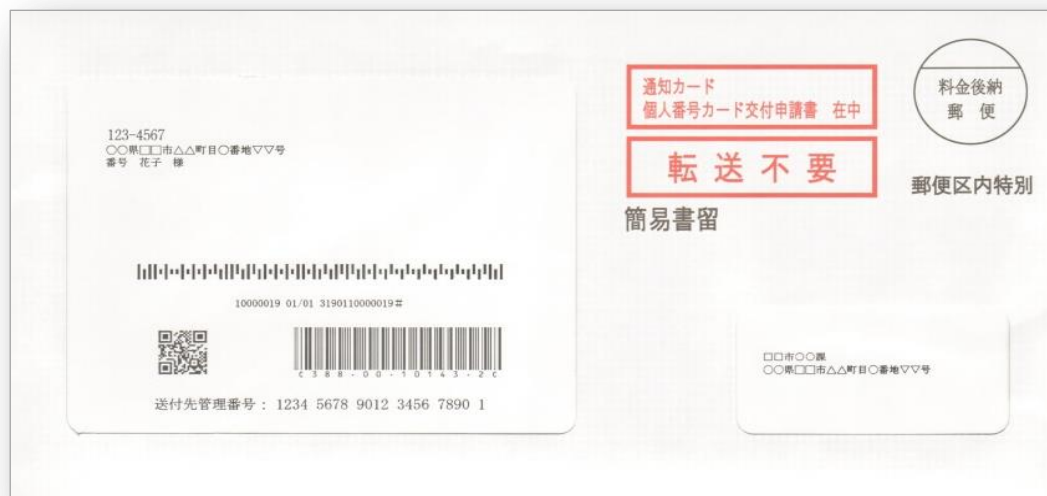 123-4567
○○県□□市△△町目○番地▽▽号
番号 花子 様
10000019 01/01 3190110000019#
C388-00-10143-2C
送付先管理番号： 1234 5678 9012 3456 7890 1
通知カード
個人番号カード交付申請書 在中
転送不要
簡易書留
料金後納
郵便
郵便区内特別
□□市○○課
○○県□□市△△町目○番地▽▽号